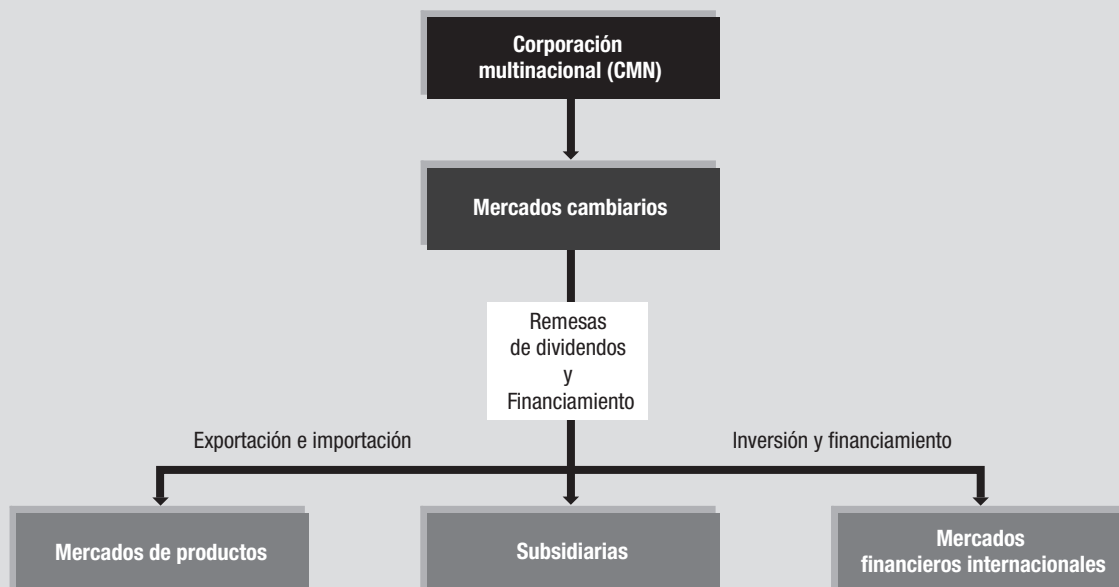 Corporación
multinacional (CMN)
Mercados cambiarios
Remesas
de dividendos
y
Financiamiento
Exportación e importación
Inversión y financiamiento
Mercados de productos
Subsidiarias
Mercados
financieros internacionales